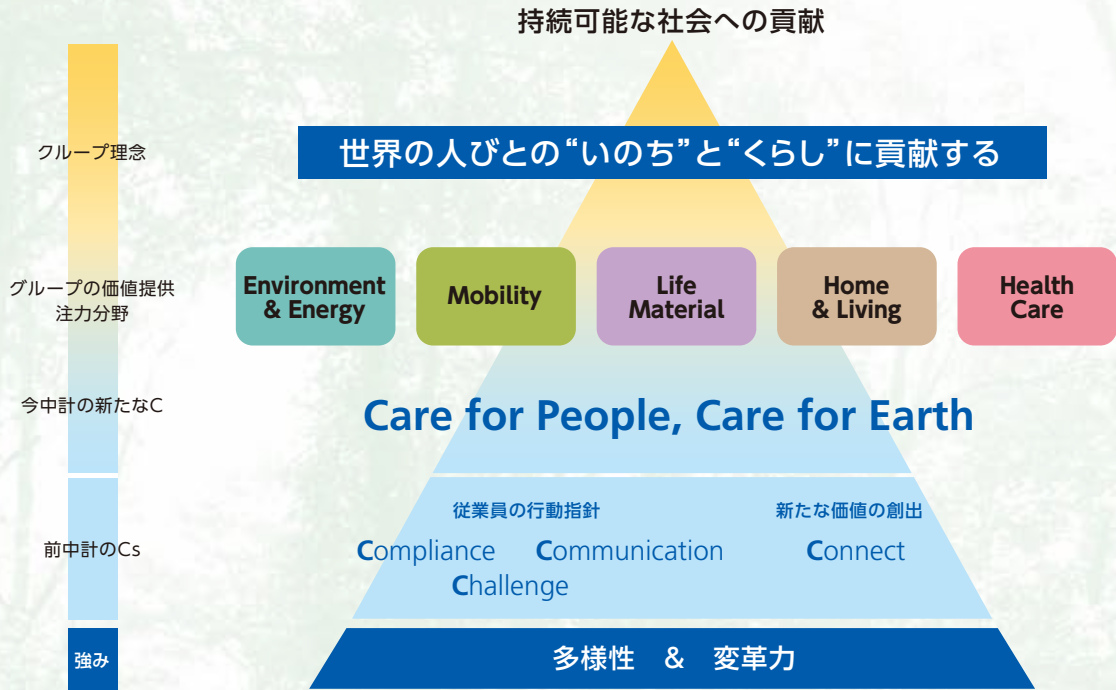 持続可能な社会への貢献
クループ理念
世界の人びとの“いのち”と“くらし”に貢献する
グループの価値提供
注力分野
Environment
& Energy
Mobility
Life
Material
Home
& Living
Health
Care
今中計の新たなC
Care for People, Care for Earth
前中計のCs
従業員の行動指針
Compliance
Communication
Challenge
新たな価値の創出
Connect
強み
多様性 & 変革力